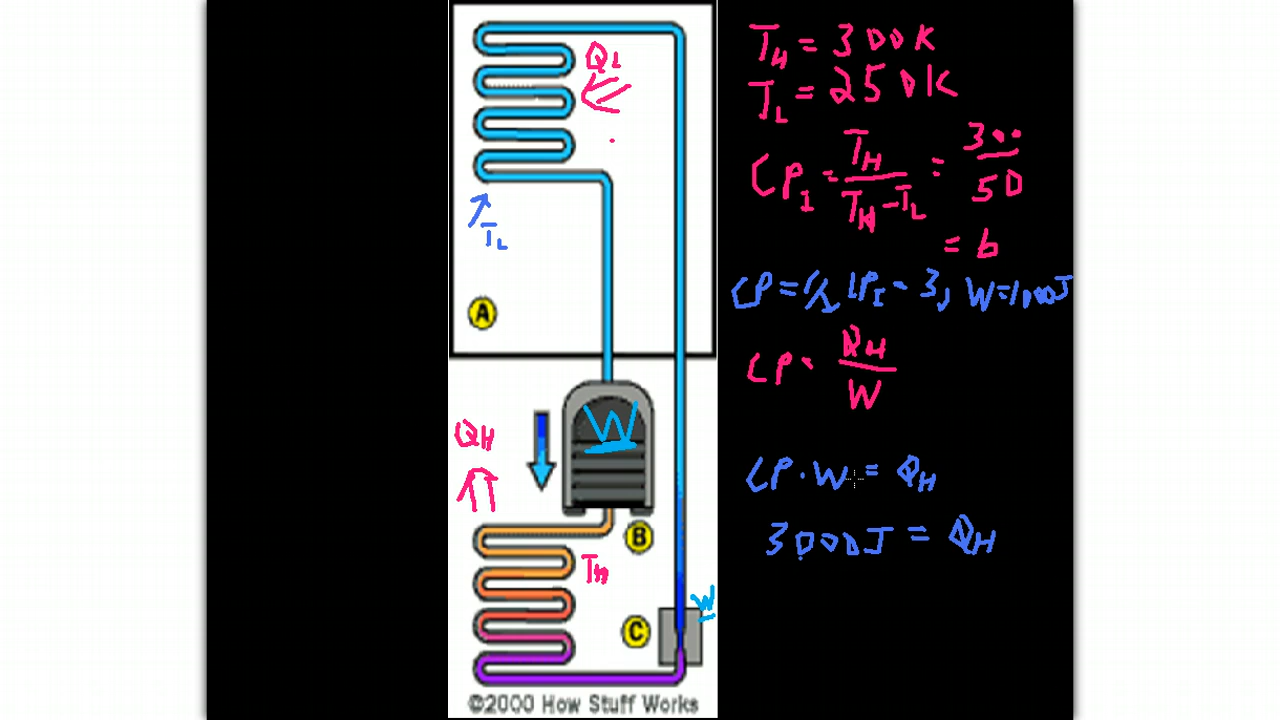 QL
TL
A
W
QH
B
TH
W
C
©2000 How Stuff Works
TH = 300K
TL = 250K
CPI = TH / TH - TL = 300 / 50
= 6
CP = 1/2 CPI = 3, W = 1000J
CP = QH / W
CP · W = QH
3000J = QH